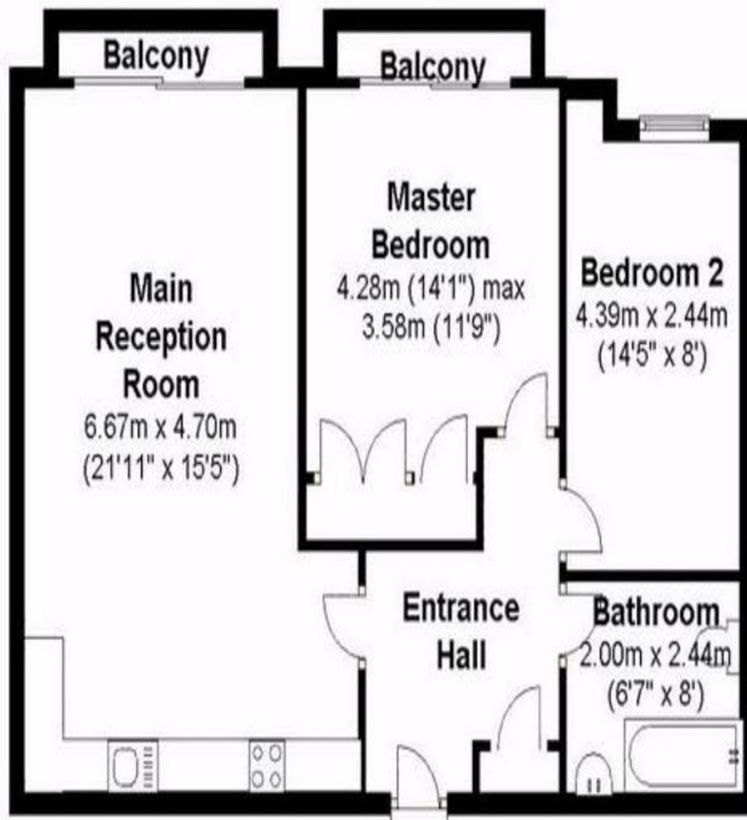 Balcony
Balcony
Master
Bedroom
4.28m (14'1") max
3.58m (11'9")
Bedroom 2
4.39m x 2.44m
(14'5" x 8')
Main
Reception
Room
6.67m x 4.70m
(21'11" x 15'5")
Entrance
Hall
Bathroom
2.00m x 2.44m
(6'7" x 8')